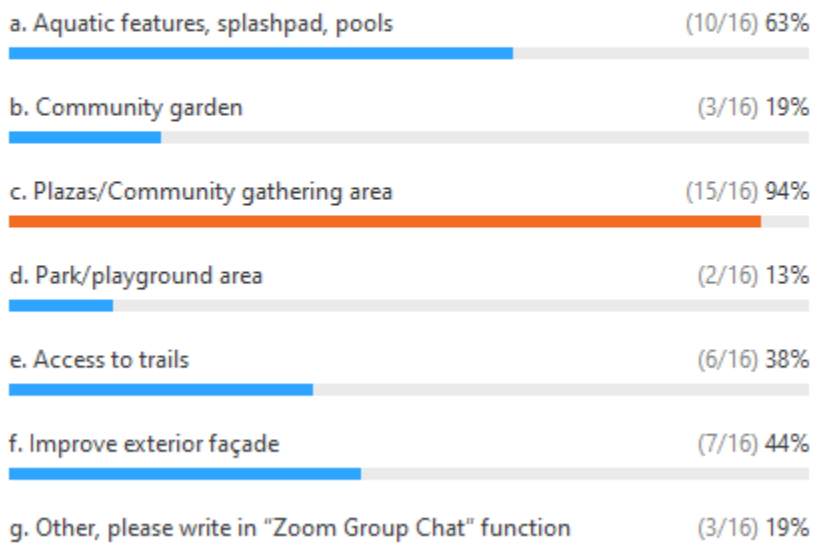 a. Aquatic features, splashpad, pools (10/16) 63%
b. Community garden (3/16) 19%
c. Plazas/Community gathering area (15/16) 94%
d. Park/playground area (2/16) 13%
e. Access to trails (6/16) 38%
f. Improve exterior façade (7/16) 44%
g. Other, please write in “Zoom Group Chat” function (3/16) 19%